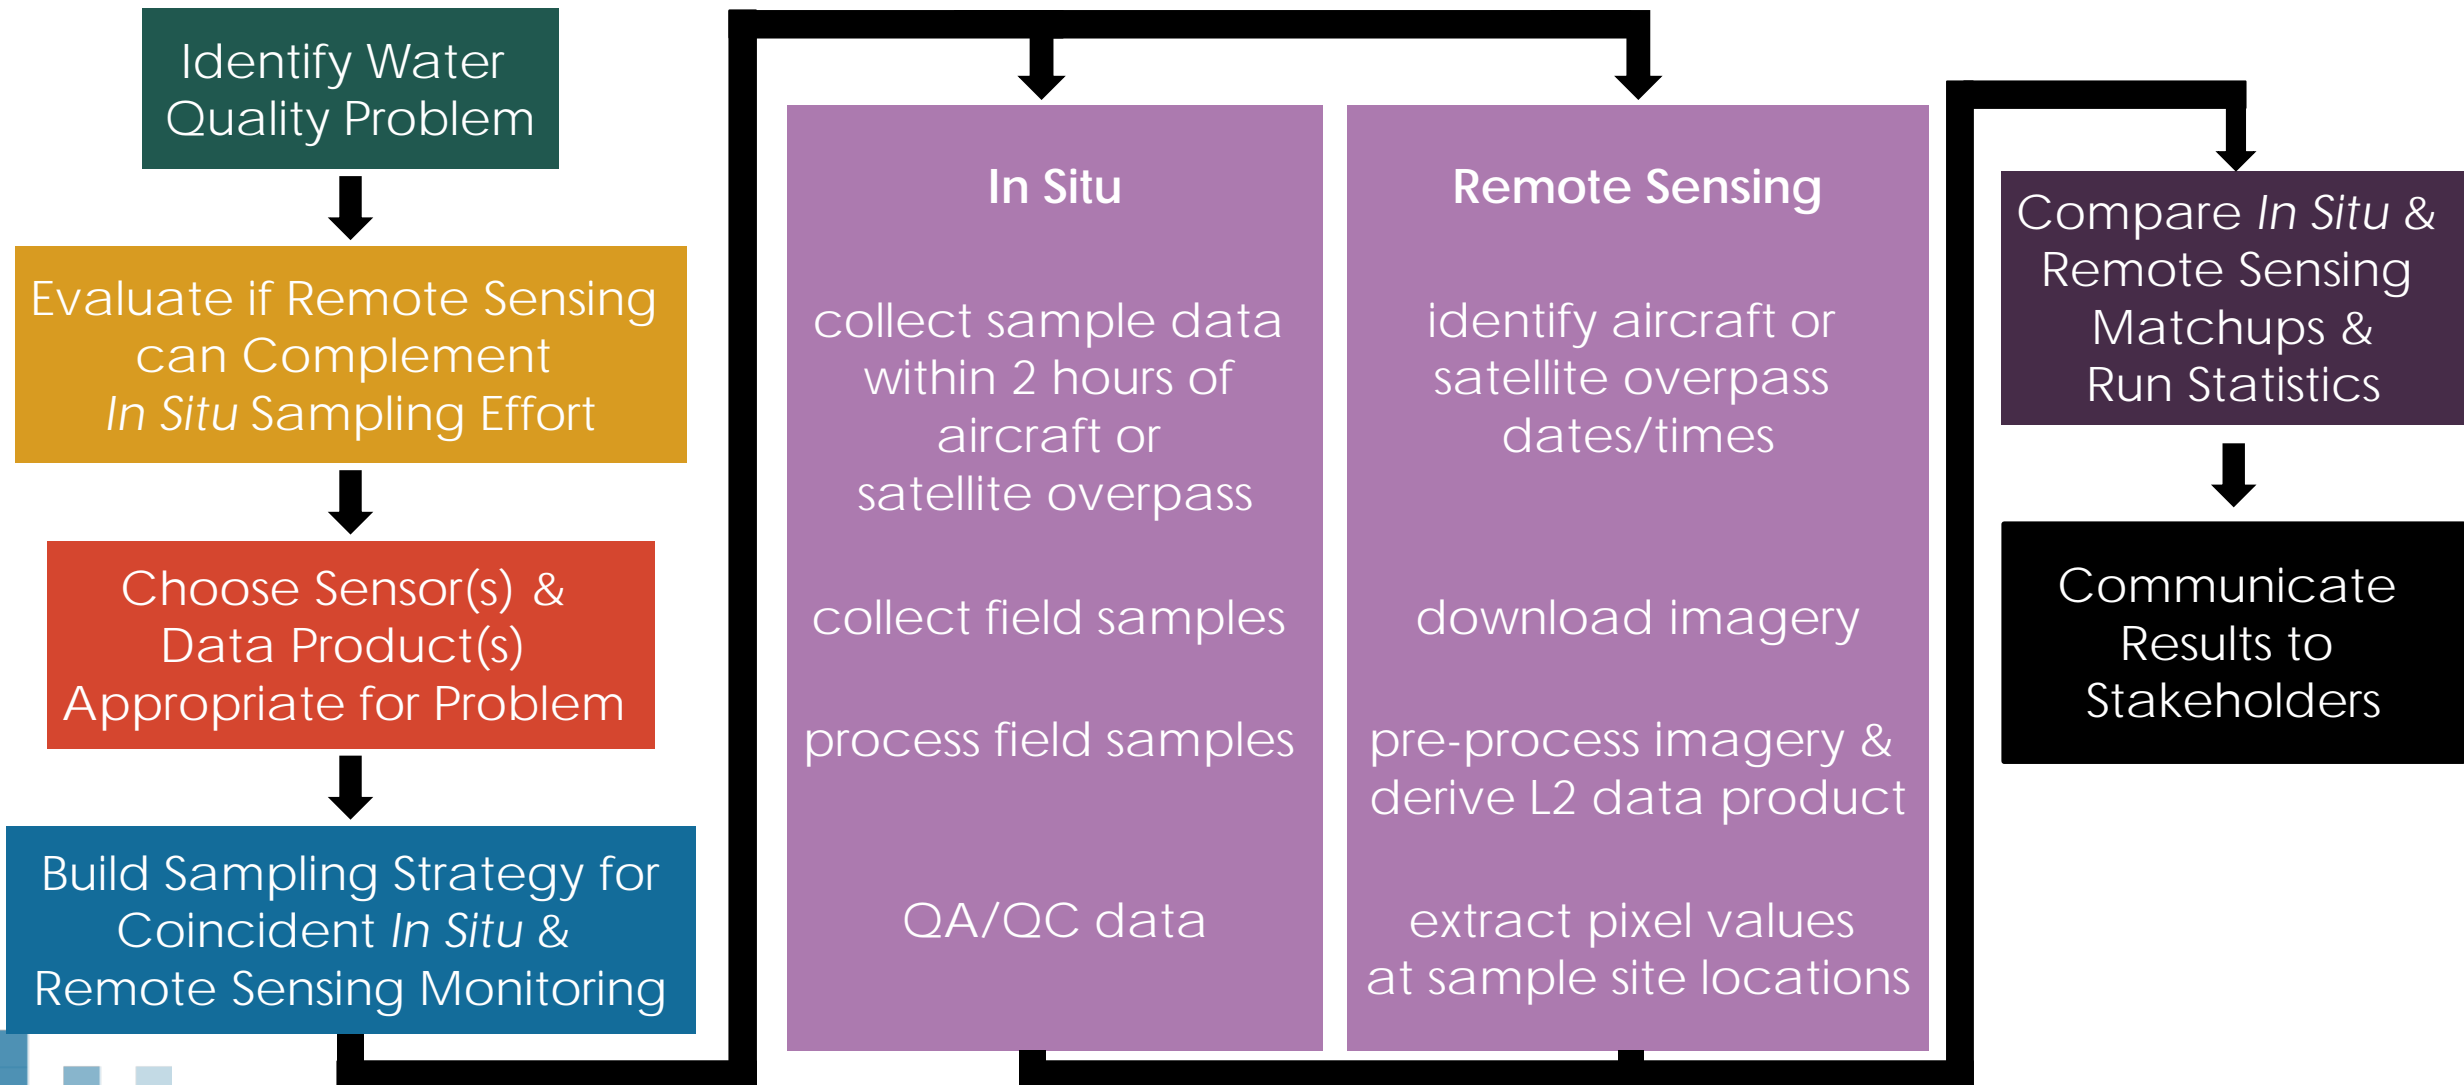 Identify Water
Quality Problem
Evaluate if Remote Sensing
can Complement
In Situ Sampling Effort
Choose Sensor(s) &
Data Product(s)
Appropriate for Problem
Build Sampling Strategy for
Coincident In Situ &
Remote Sensing Monitoring
In Situ
collect sample data
within 2 hours of
aircraft or
satellite overpass
collect field samples
process field samples
QA/QC data
Remote Sensing
identify aircraft or
satellite overpass
dates/times
download imagery
pre-process imagery &
derive L2 data product
extract pixel values
at sample site locations
Compare In Situ &
Remote Sensing
Matchups &
Run Statistics
Communicate
Results to
Stakeholders